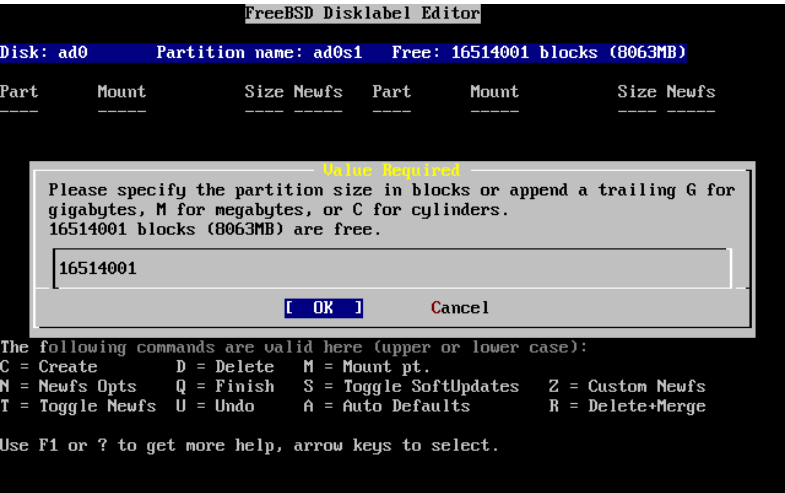 FreeBSD Disklabel Editor
Disk: ad0 Partition name: ad0s1 Free: 16514001 blocks (8063MB)
Part Mount Size Newfs Part Mount Size Newfs
---- ----- ---- ----- ---- ----- ---- -----
Value Required
Please specify the partition size in blocks or append a trailing G for
gigabytes, M for megabytes, or C for cylinders.
16514001 blocks (8063MB) are free.
16514001
[ OK ] Cancel
The following commands are valid here (upper or lower case):
C = Create D = Delete M = Mount pt.
N = Newfs Opts Q = Finish S = Toggle SoftUpdates Z = Custom Newfs
T = Toggle Newfs U = Undo A = Auto Defaults R = Delete+Merge
Use F1 or ? to get more help, arrow keys to select.